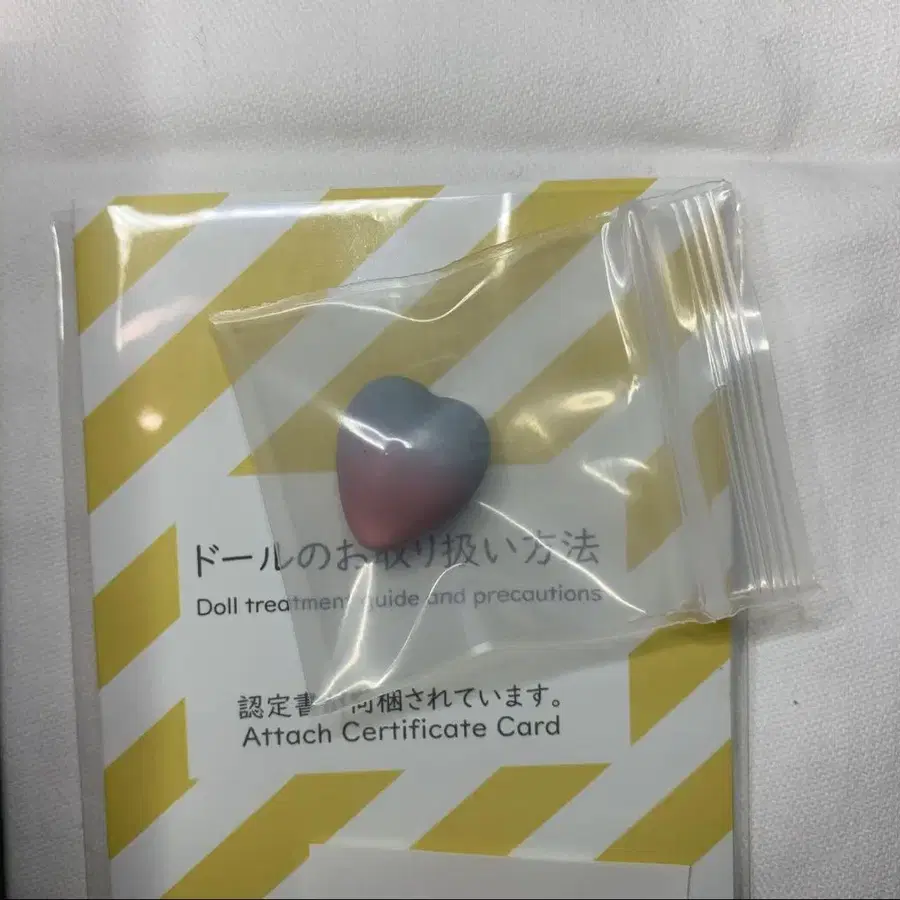 ドールのお取り扱い方法
Doll treatment guide and precautions
認定書が同梱されています。
Attach Certificate Card